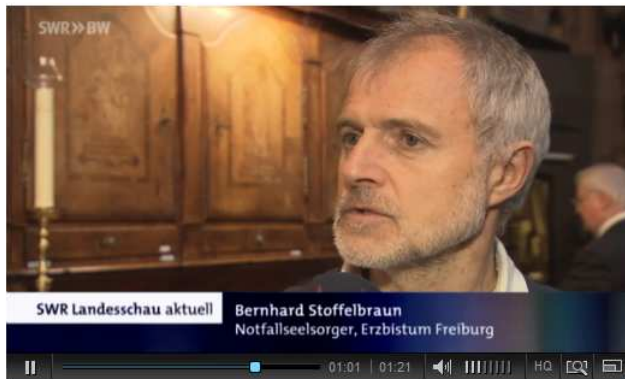 SWR»BW
SWR Landesschau aktuell
Bernhard Stoffelbraun
Notfallseelsorger, Erzbistum Freiburg
01:01 | 01:21
HQ